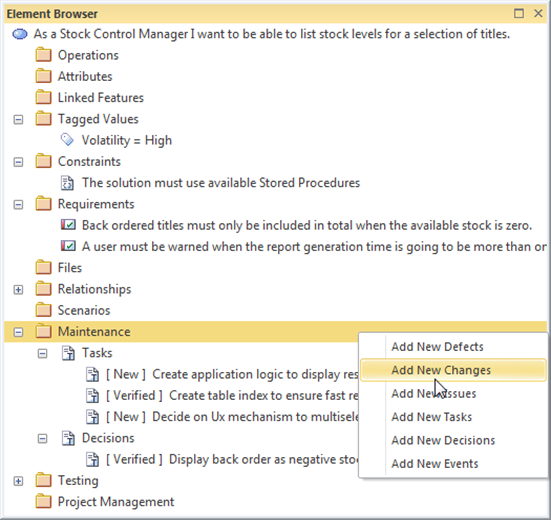 Element Browser
As a Stock Control Manager I want to be able to list stock levels for a selection of titles.
Operations
Attributes
Linked Features
Tagged Values
Volatility = High
Constraints
The solution must use available Stored Procedures
Requirements
Back ordered titles must only be included in total when the available stock is zero.
A user must be warned when the report generation time is going to be more than on
Files
Relationships
Scenarios
Maintenance
Tasks
[ New ] Create application logic to display res
[ Verified ] Create table index to ensure fast re
[ New ] Decide on Ux mechanism to multisele
Decisions
[ Verified ] Display back order as negative sto
Testing
Project Management
Add New Defects
Add New Changes
Add New Issues
Add New Tasks
Add New Decisions
Add New Events